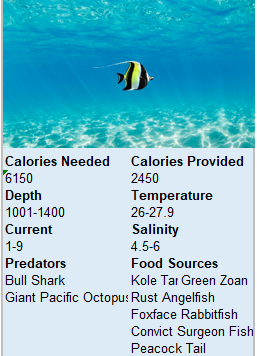 Calories Needed Calories Provided
6150 2450
Depth Temperature
1001-1400 26-27.9
Current Salinity
1-9 4.5-6
Predators Food Sources
Bull Shark Kole Tan Green Zoan
Giant Pacific Octopus Rust Angelfish
Foxface Rabbitfish
Convict Surgeon Fish
Peacock Tail